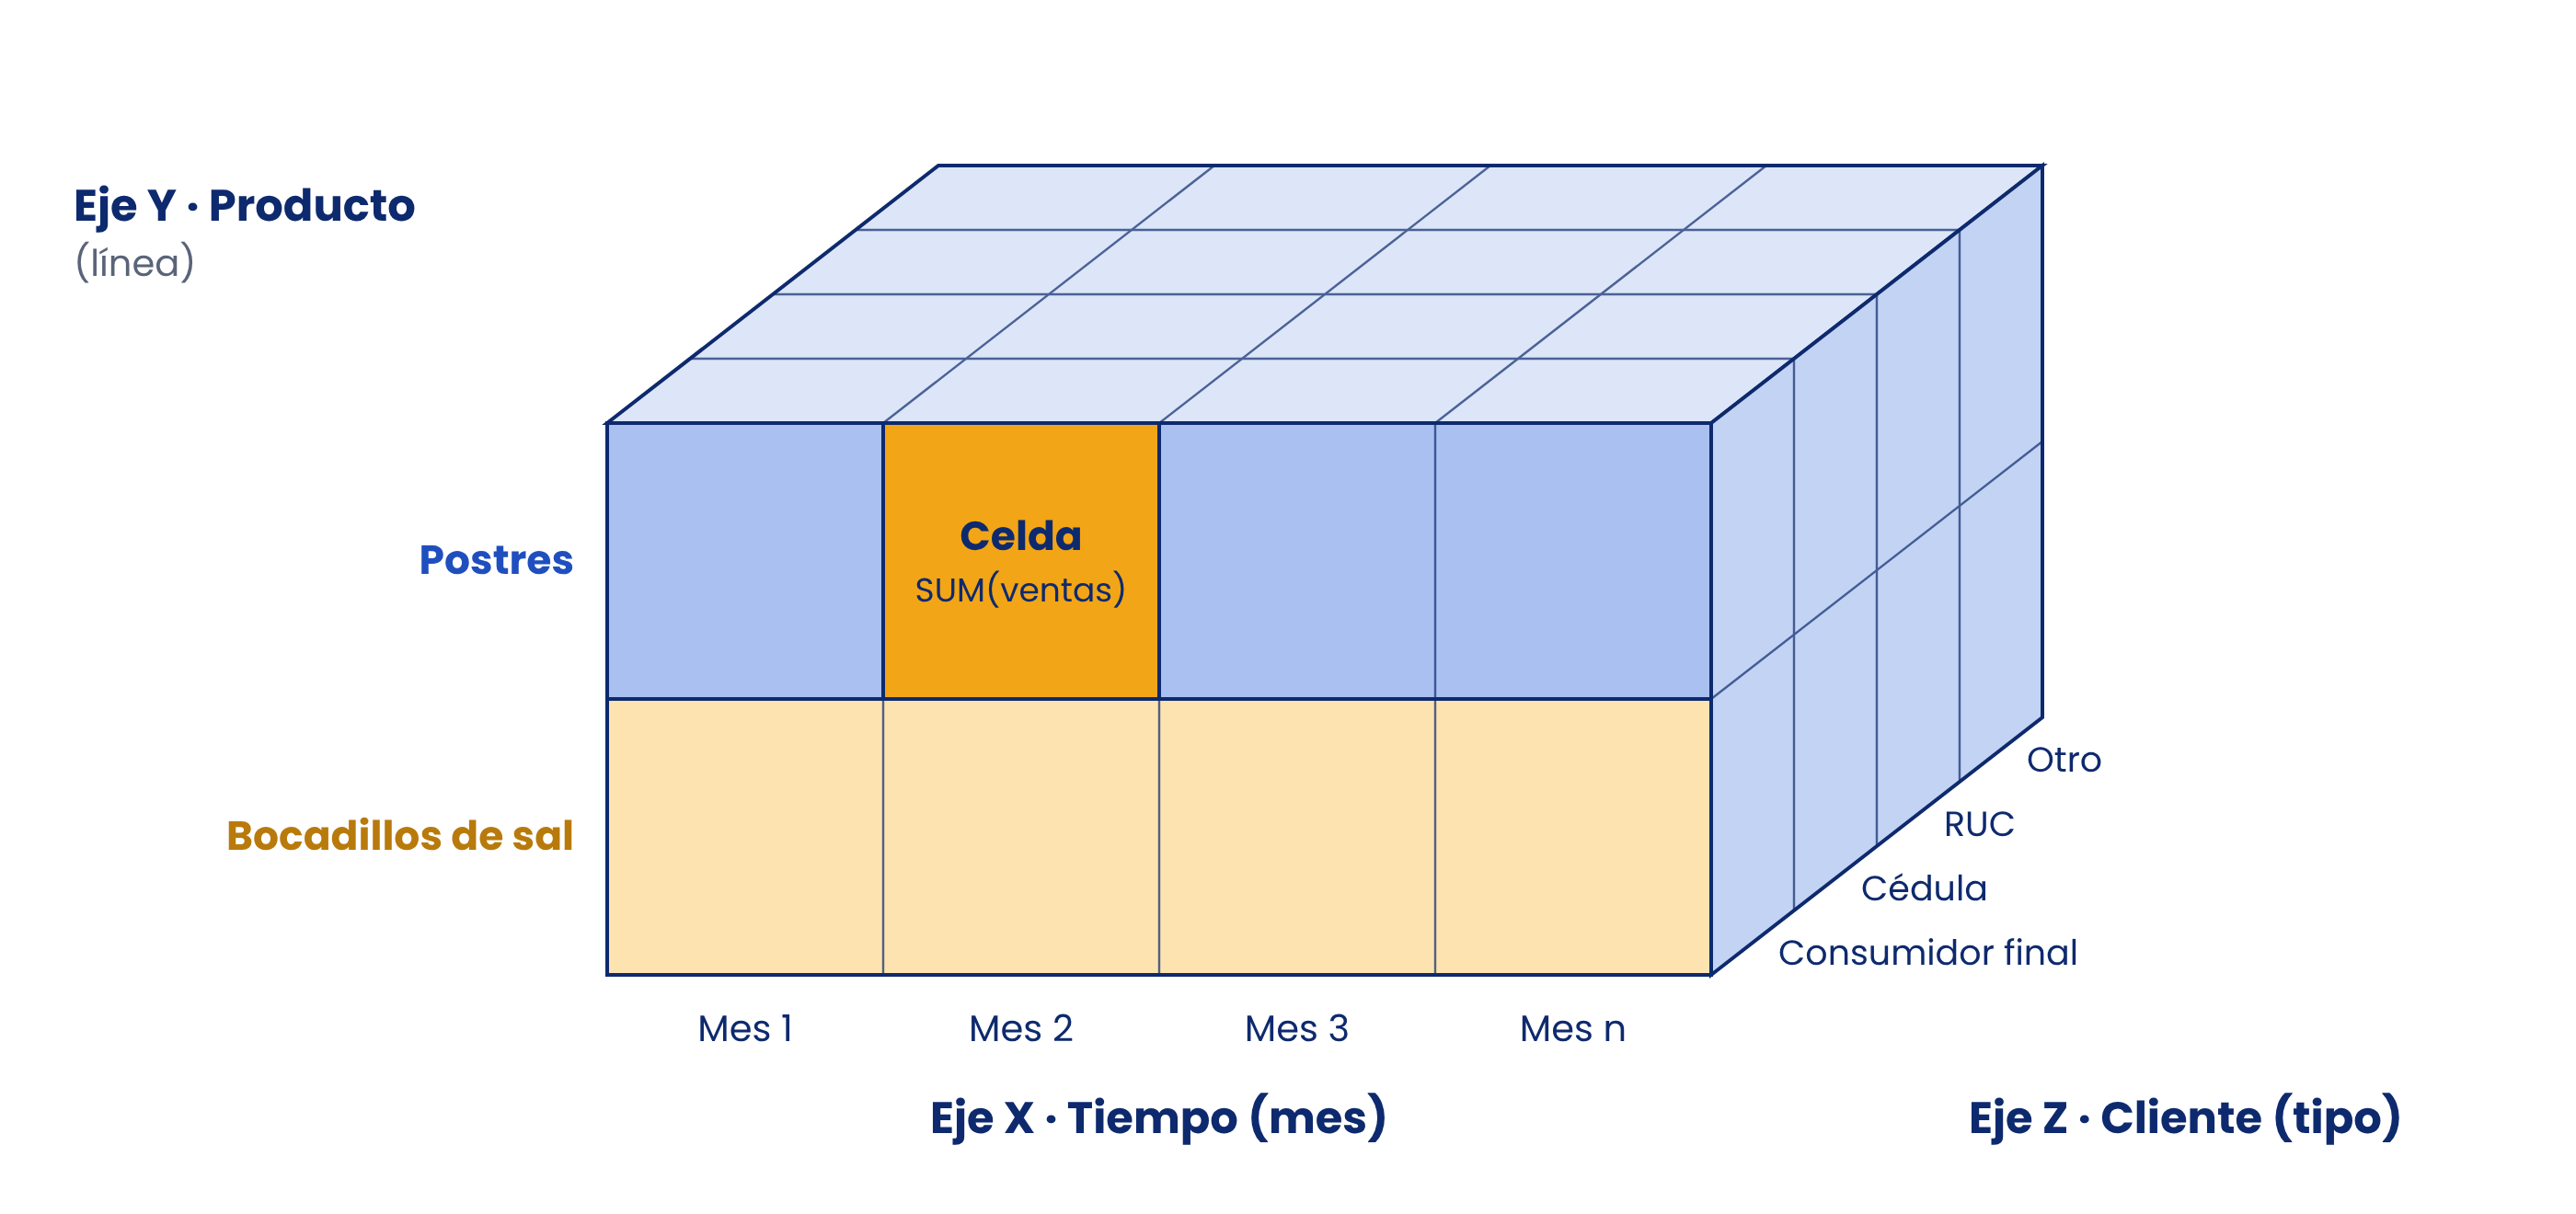 Eje Y · Producto
(línea)
Celda
SUM(ventas)
Postres
Bocadillos de sal
Otro
RUC
Cédula
Consumidor final
Mes 1
Mes 2
Mes 3
Mes n
Eje X · Tiempo (mes)
Eje Z · Cliente (tipo)